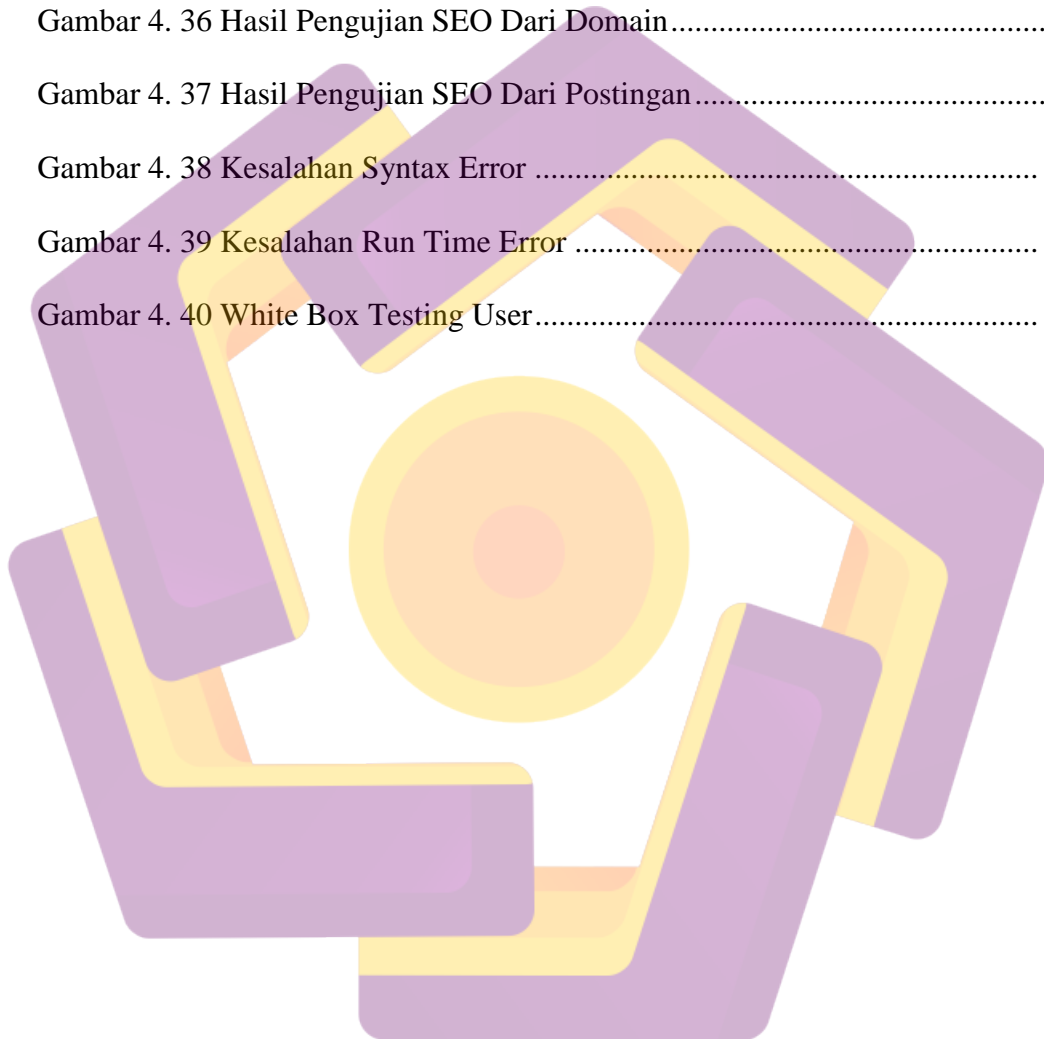 Gambar 4. 36 Hasil Pengujian SEO Dari Domain................................................
Gambar 4. 37 Hasil Pengujian SEO Dari Postingan.............................................
Gambar 4. 38 Kesalahan Syntax Error ................................................................
Gambar 4. 39 Kesalahan Run Time Error ...........................................................
Gambar 4. 40 White Box Testing User................................................................